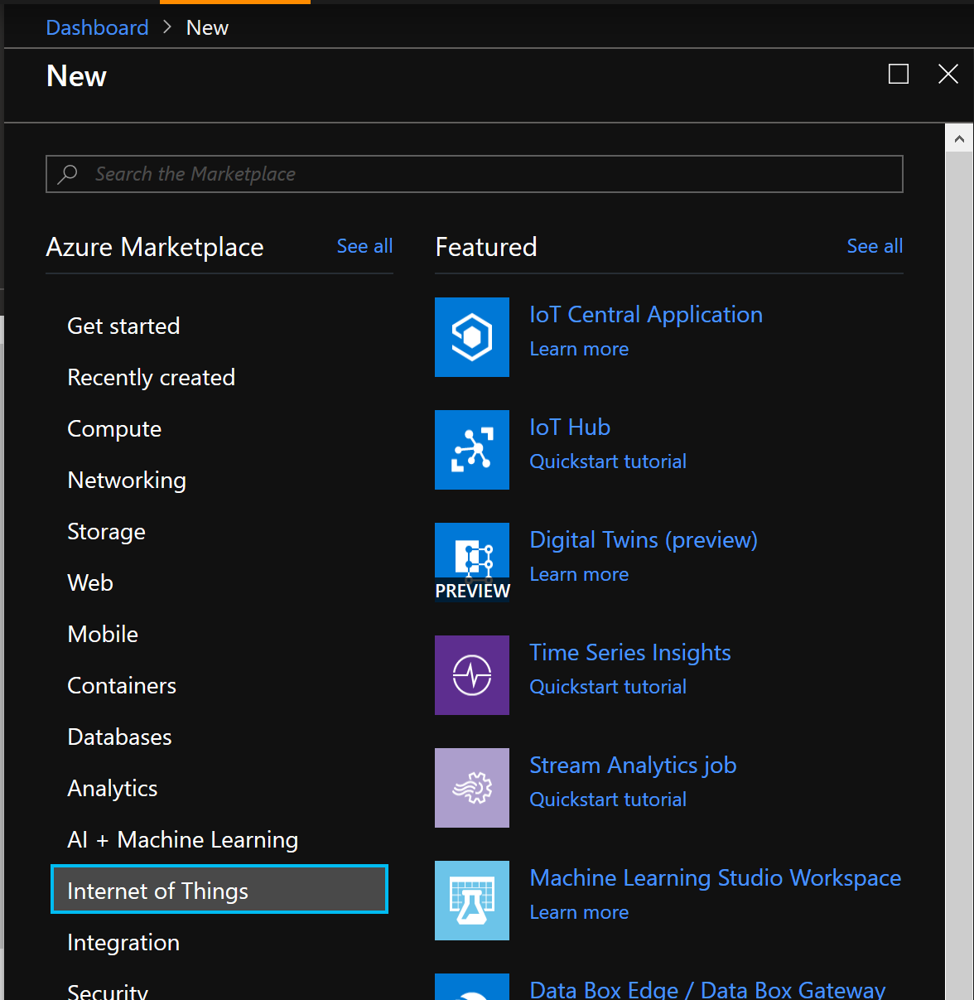 Dashboard > New
New
Search the Marketplace
Azure Marketplace See all
Get started
Recently created
Compute
Networking
Storage
Web
Mobile
Containers
Databases
Analytics
AI + Machine Learning
Internet of Things
Integration
Security
Featured See all
IoT Central Application
Learn more
IoT Hub
Quickstart tutorial
Digital Twins (preview)
Learn more
PREVIEW
Time Series Insights
Quickstart tutorial
Stream Analytics job
Quickstart tutorial
Machine Learning Studio Workspace
Learn more
Data Box Edge / Data Box Gateway